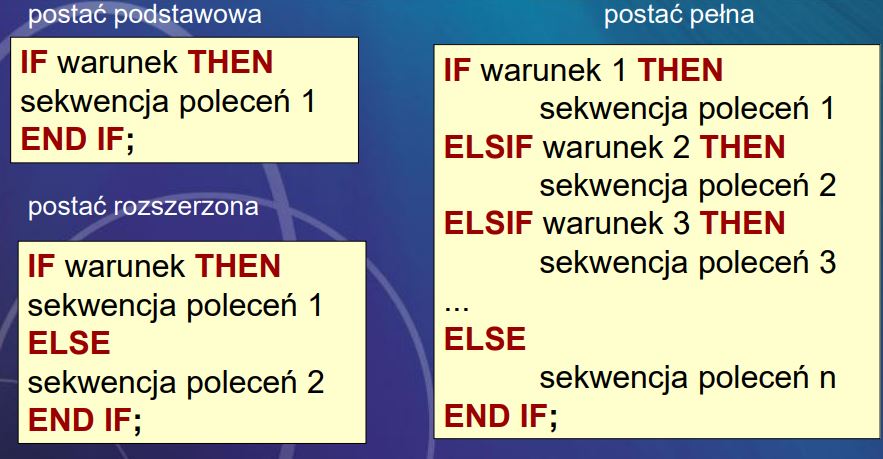 postać podstawowa
IF warunek THEN
sekwencja poleceń 1
END IF;
postać rozszerzona
IF warunek THEN
sekwencja poleceń 1
ELSE
sekwencja poleceń 2
END IF;
postać pełna
IF warunek 1 THEN
sekwencja poleceń 1
ELSIF warunek 2 THEN
sekwencja poleceń 2
ELSIF warunek 3 THEN
sekwencja poleceń 3
...
ELSE
sekwencja poleceń n
END IF;